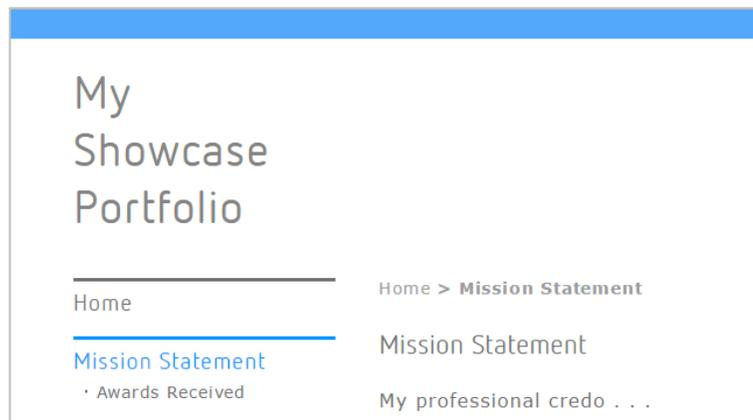 My
Showcase
Portfolio
Home
Mission Statement
· Awards Received
Home > Mission Statement
Mission Statement
My professional credo . . .